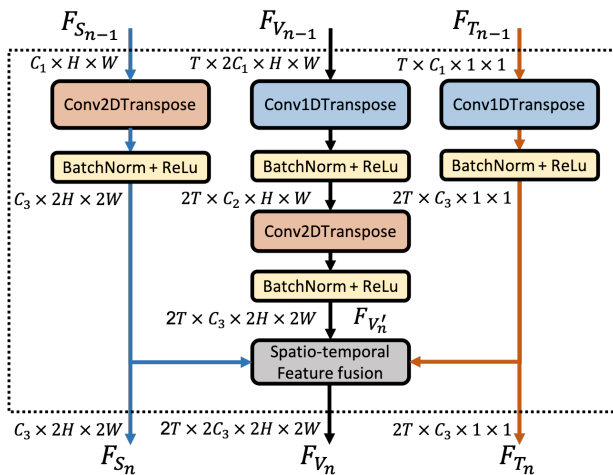 F_{S_{n-1}} F_{V_{n-1}} F_{T_{n-1}}
C_1 × H × W T × 2C_1 × H × W T × C_1 × 1 × 1
Conv2DTranspose Conv1DTranspose Conv1DTranspose
BatchNorm + ReLu BatchNorm + ReLu BatchNorm + ReLu
C_3 × 2H × 2W 2T × C_2 × H × W 2T × C_3 × 1 × 1
Conv2DTranspose
BatchNorm + ReLu
2T × C_3 × 2H × 2W F_{V_n'}
Spatio-temporal
Feature fusion
C_3 × 2H × 2W 2T × 2C_3 × 2H × 2W 2T × C_3 × 1 × 1
F_{S_n} F_{V_n} F_{T_n}